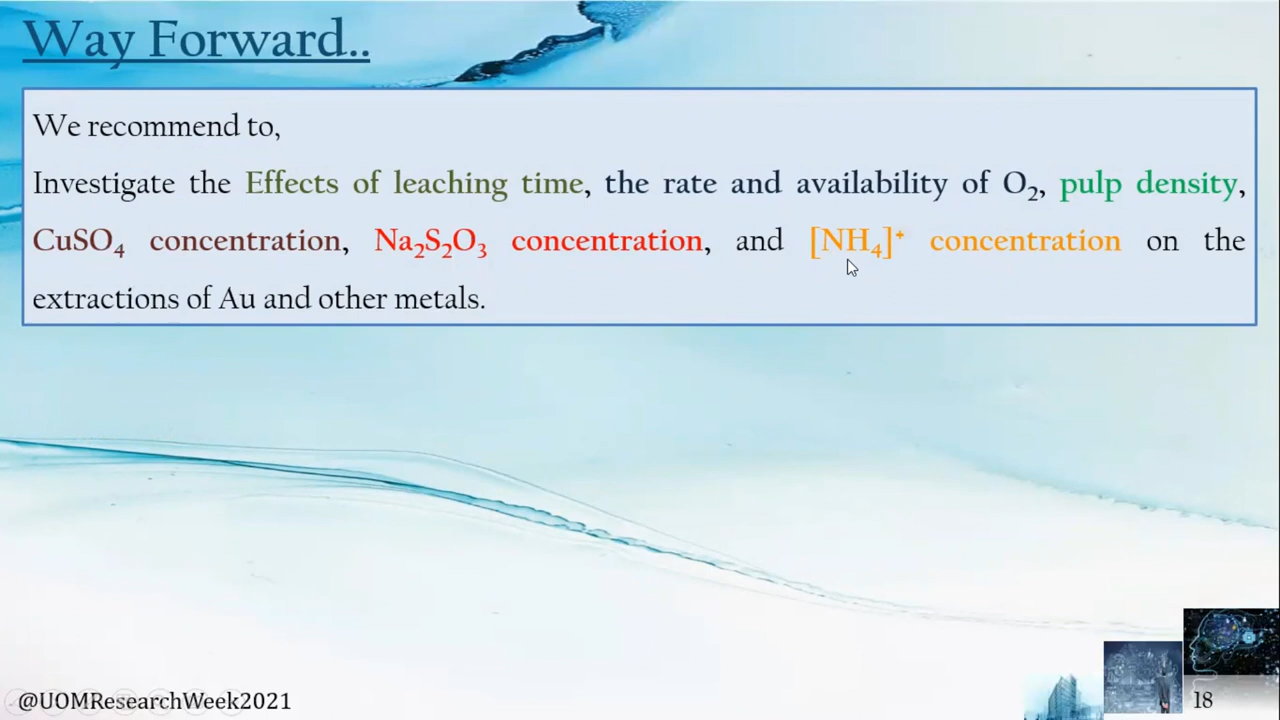 Way Forward..
We recommend to,
Investigate the Effects of leaching time, the rate and availability of O₂, pulp density,
CuSO₄ concentration, Na₂S₂O₃ concentration, and [NH₄]⁺ concentration on the
extractions of Au and other metals.
@UOMResearchWeek2021
18